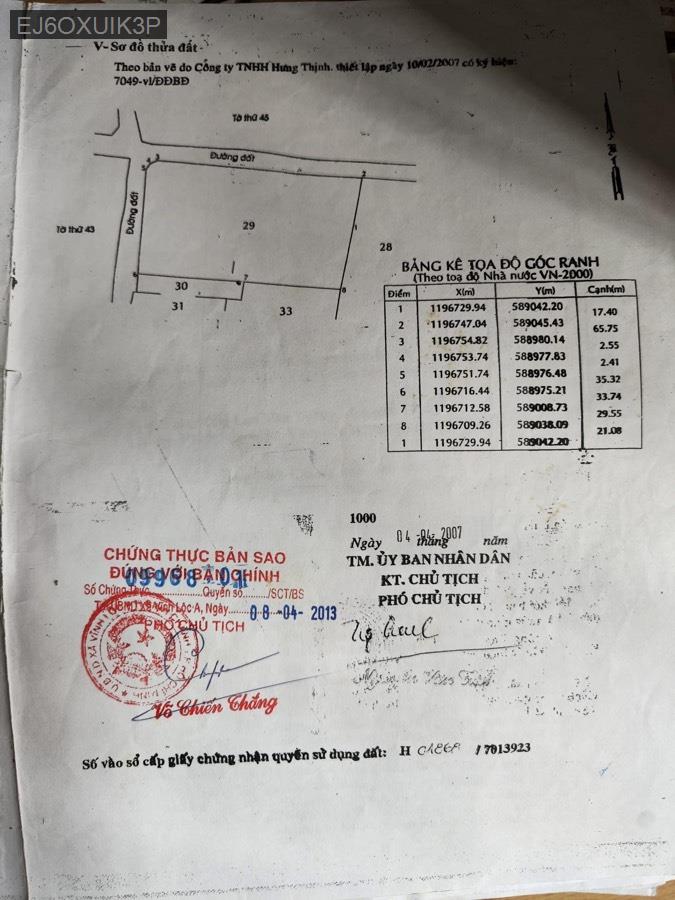 EJ6OXUIK3P
V- Sơ đồ thửa đất
Theo bản vẽ do Công ty TNHH Hưng Thịnh. thiết lập ngày 10/02/2007 có ký hiệu:
7049-vl/ĐĐBĐ
Tờ thứ 45
Đường đất
5 4 3
2
Đường đất
29
1
Tờ thứ 43
28
6
30
7
8
31
33
BẢNG KÊ TỌA ĐỘ GÓC RANH
(Theo toạ độ Nhà nước VN-2000)
Điểm X(m) Y(m) Cạnh(m)
1 1196729.94 589042.20
17.40
2 1196747.04 589045.43
65.75
3 1196754.82 588980.14
2.55
4 1196753.74 588977.83
2.41
5 1196751.74 588976.48
35.32
6 1196716.44 588975.21
33.74
7 1196712.58 589008.73
29.55
8 1196709.26 589038.09
21.08
1 1196729.94 589042.20
1000
Ngày 04-04-2007 tháng năm
TM. ỦY BAN NHÂN DÂN
KT. CHỦ TỊCH
PHÓ CHỦ TỊCH
CHỨNG THỰC BẢN SAO
ĐÚNG VỚI BẢN CHÍNH
Số Chứng Thực Quyển số........./SCT/BS
Lộc A, Ngày 08-04-2013
PHÓ CHỦ TỊCH
Võ Chiến Thắng
Số vào sổ cấp giấy chứng nhận quyền sử dụng đất: H /7013923